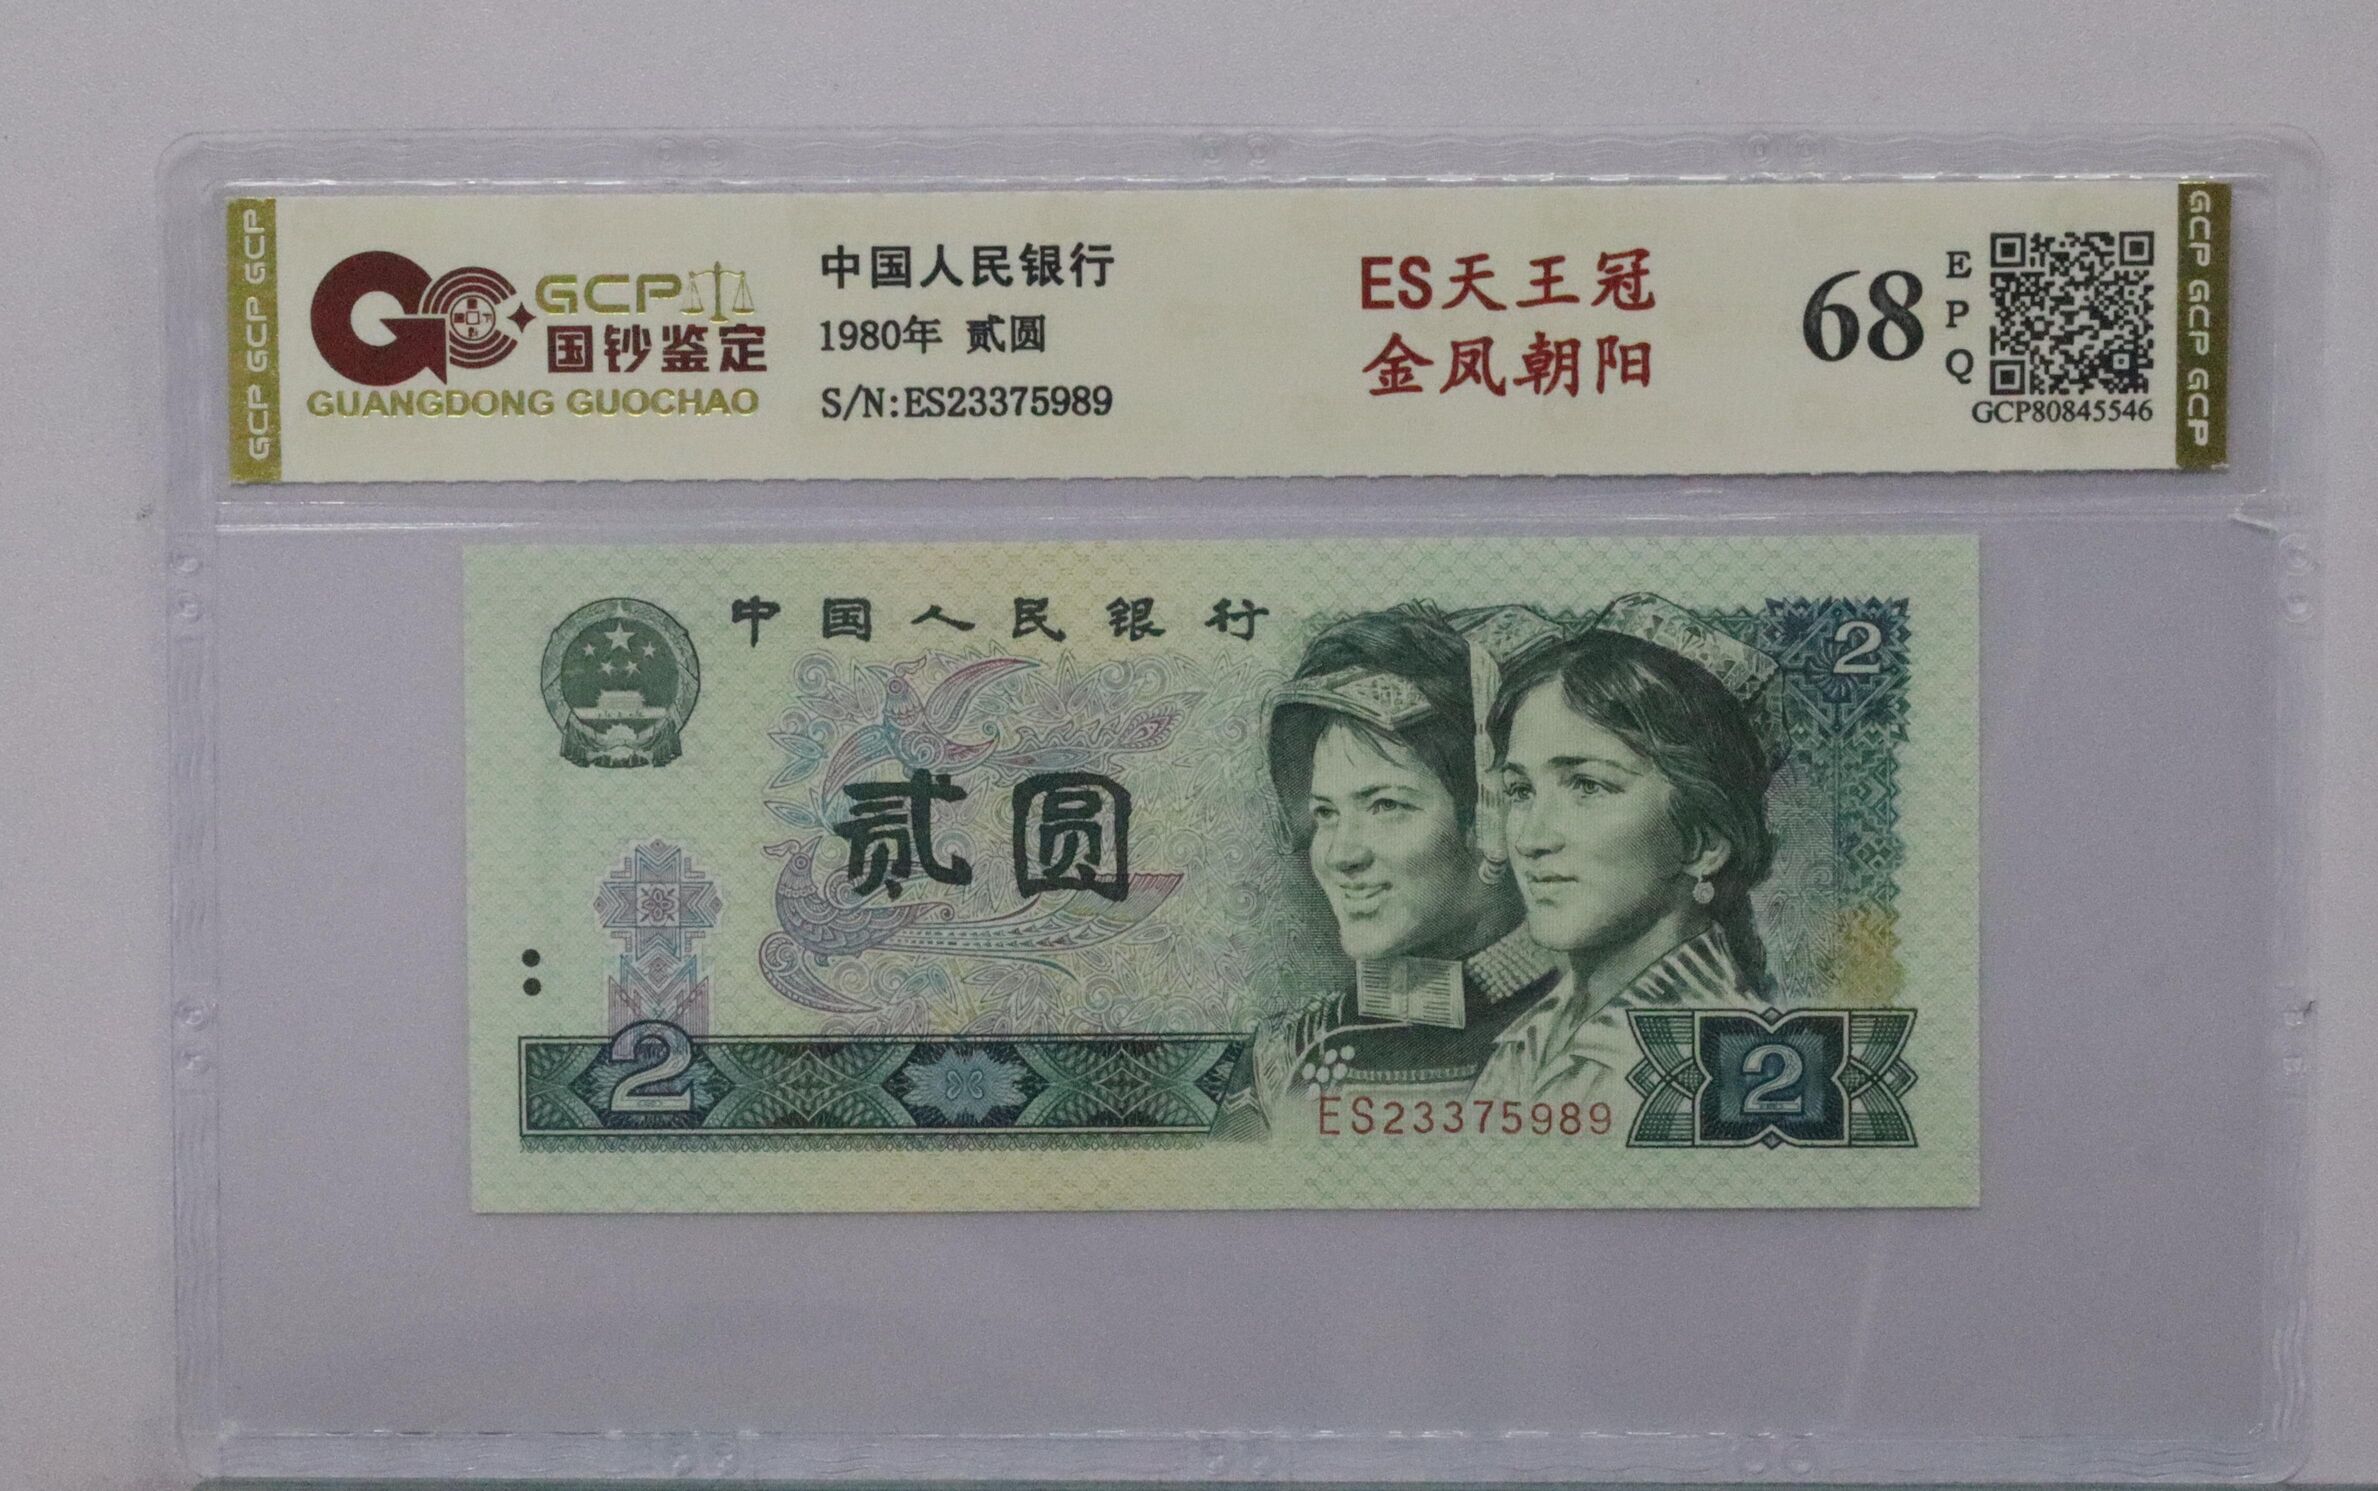 GCP GCP GCP
GCP
国钞鉴定
GUANGDONG GUOCHAO
中国人民银行
1980年 贰圆
S/N:ES23375989
ES天王冠
金凤朝阳
68
EPQ
GCP80845546
GCP GCP GCP
中国人民银行
2
贰圆
2
ES23375989
2